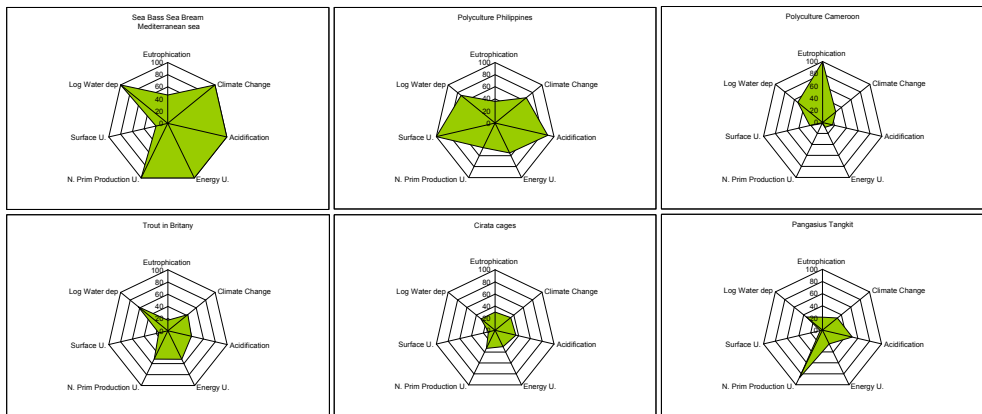 Sea Bass Sea Bream
Mediterranean sea
Eutrophication
100
80
60
40
20
0
Climate Change
Acidification
Energy U.
N. Prim Production U.
Surface U.
Log Water dep
Polyculture Philippines
Eutrophication
100
80
60
40
20
0
Climate Change
Acidification
Energy U.
N. Prim Production U.
Surface U.
Log Water dep
Polyculture Cameroon
Eutrophication
100
80
60
40
20
0
Climate Change
Acidification
Energy U.
N. Prim Production U.
Surface U.
Log Water dep
Trout in Britany
Eutrophication
100
80
60
40
20
0
Climate Change
Acidification
Energy U.
N. Prim Production U.
Surface U.
Log Water dep
Cirata cages
Eutrophication
100
80
60
40
20
0
Climate Change
Acidification
Energy U.
N. Prim Production U.
Surface U.
Log Water dep
Pangasius Tangkit
Eutrophication
100
80
60
40
20
0
Climate Change
Acidification
Energy U.
N. Prim Production U.
Surface U.
Log Water dep